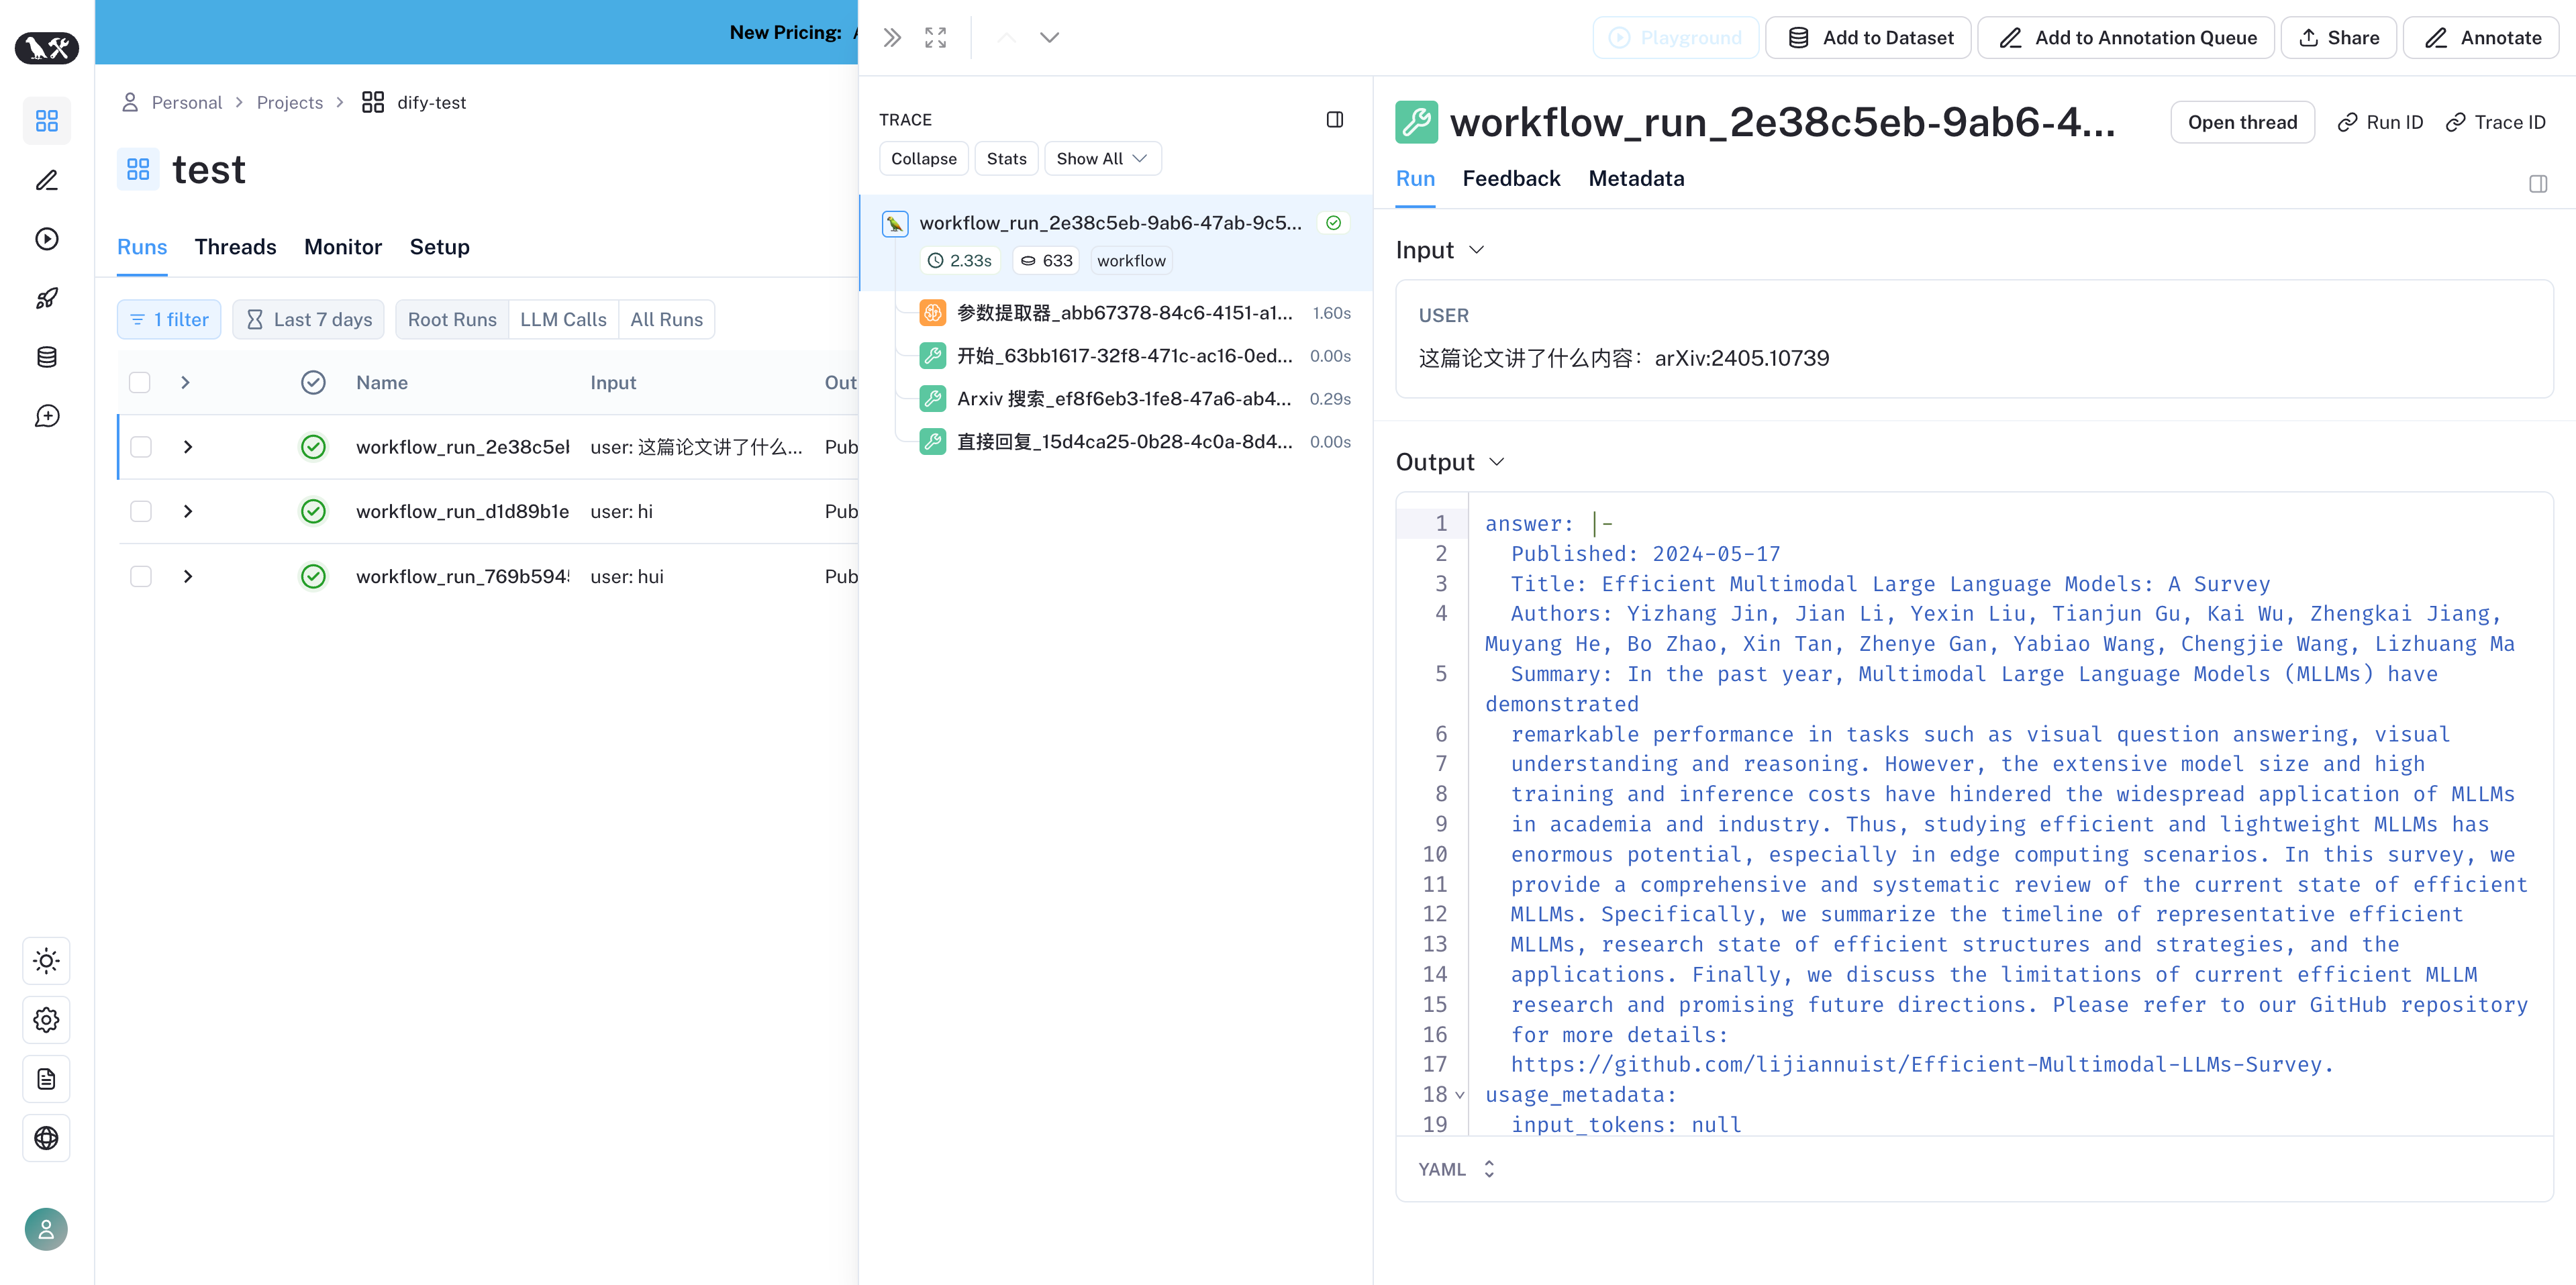 New Pricing:
Personal > Projects > dify-test
test
Runs Threads Monitor Setup
1 filter Last 7 days Root Runs LLM Calls All Runs
Name Input Out
workflow_run_2e38c5e user: 这篇论文讲了什么... Pub
workflow_run_d1d89b1e user: hi Pub
workflow_run_769b594 user: hui Pub
Playground Add to Dataset Add to Annotation Queue Share Annotate
TRACE
Collapse Stats Show All
workflow_run_2e38c5eb-9ab6-47ab-9c5...
2.33s 633 workflow
参数提取器_abb67378-84c6-4151-a1... 1.60s
开始_63bb1617-32f8-471c-ac16-0ed... 0.00s
Arxiv 搜索_ef8f6eb3-1fe8-47a6-ab4... 0.29s
直接回复_15d4ca25-0b28-4c0a-8d4... 0.00s
workflow_run_2e38c5eb-9ab6-4... Open thread Run ID Trace ID
Run Feedback Metadata
Input
USER
这篇论文讲了什么内容：arXiv:2405.10739
Output
1 answer: |-
2 Published: 2024-05-17
3 Title: Efficient Multimodal Large Language Models: A Survey
4 Authors: Yizhang Jin, Jian Li, Yexin Liu, Tianjun Gu, Kai Wu, Zhengkai Jiang,
Muyang He, Bo Zhao, Xin Tan, Zhenye Gan, Yabiao Wang, Chengjie Wang, Lizhuang Ma
5 Summary: In the past year, Multimodal Large Language Models (MLLMs) have
demonstrated
6 remarkable performance in tasks such as visual question answering, visual
7 understanding and reasoning. However, the extensive model size and high
8 training and inference costs have hindered the widespread application of MLLMs
9 in academia and industry. Thus, studying efficient and lightweight MLLMs has
10 enormous potential, especially in edge computing scenarios. In this survey, we
11 provide a comprehensive and systematic review of the current state of efficient
12 MLLMs. Specifically, we summarize the timeline of representative efficient
13 MLLMs, research state of efficient structures and strategies, and the
14 applications. Finally, we discuss the limitations of current efficient MLLM
15 research and promising future directions. Please refer to our GitHub repository
16 for more details:
17 https://github.com/lijiannuist/Efficient-Multimodal-LLMs-Survey.
18 usage_metadata:
19 input_tokens: null
YAML